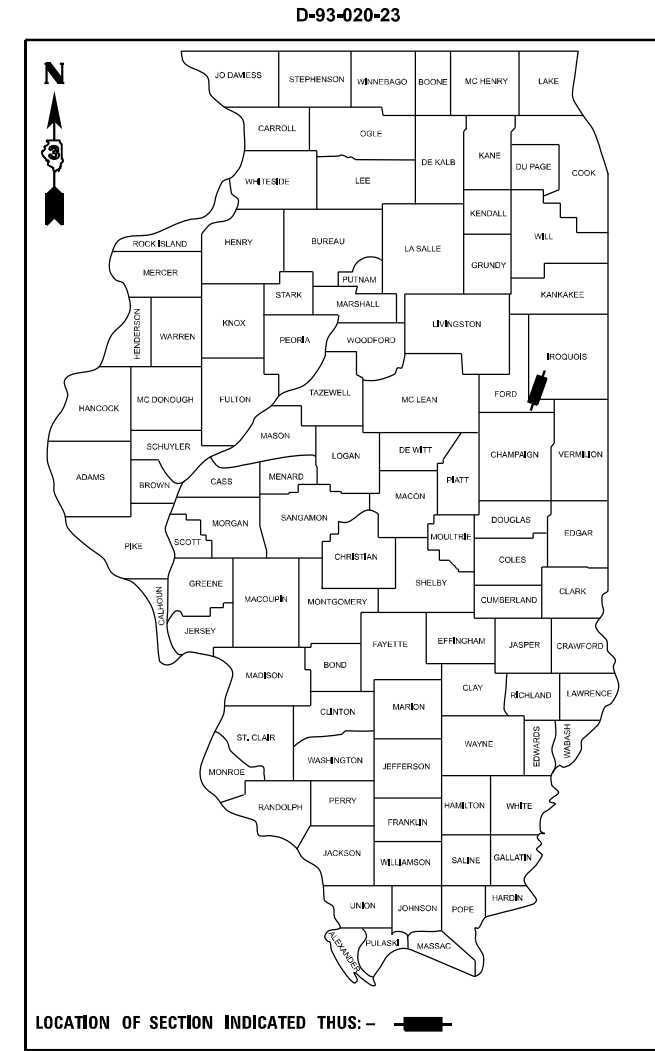 D-93-020-23
JO DAVIESS
STEPHENSON
WINNEBAGO
BOONE
MC HENRY
LAKE
N
CARROLL
OGLE
DE KALB
KANE
DU PAGE
COOK
3
WHITESIDE
LEE
KENDALL
WILL
ROCK ISLAND
HENRY
BUREAU
LA SALLE
GRUNDY
MERCER
PUTNAM
STARK
MARSHALL
KANKAKEE
HENDERSON
WARREN
KNOX
PEORIA
WOODFORD
LIVINGSTON
IROQUOIS
HANCOCK
MC DONOUGH
FULTON
TAZEWELL
MC LEAN
FORD
MASON
SCHUYLER
LOGAN
DE WITT
CHAMPAIGN
VERMILION
ADAMS
BROWN
CASS
MENARD
PIATT
MACON
MORGAN
SANGAMON
DOUGLAS
EDGAR
PIKE
SCOTT
CHRISTIAN
MOULTRIE
COLES
GREENE
SHELBY
CALHOUN
MACOUPIN
MONTGOMERY
CUMBERLAND
CLARK
JERSEY
FAYETTE
EFFINGHAM
JASPER
CRAWFORD
BOND
MADISON
CLAY
RICHLAND
LAWRENCE
CLINTON
MARION
ST. CLAIR
WAYNE
EDWARDS
WABASH
WASHINGTON
JEFFERSON
MONROE
PERRY
HAMILTON
WHITE
RANDOLPH
FRANKLIN
JACKSON
WILLIAMSON
SALINE
GALLATIN
UNION
JOHNSON
POPE
HARDIN
ALEXANDER
PULASKI
MASSAC
LOCATION OF SECTION INDICATED THUS: -